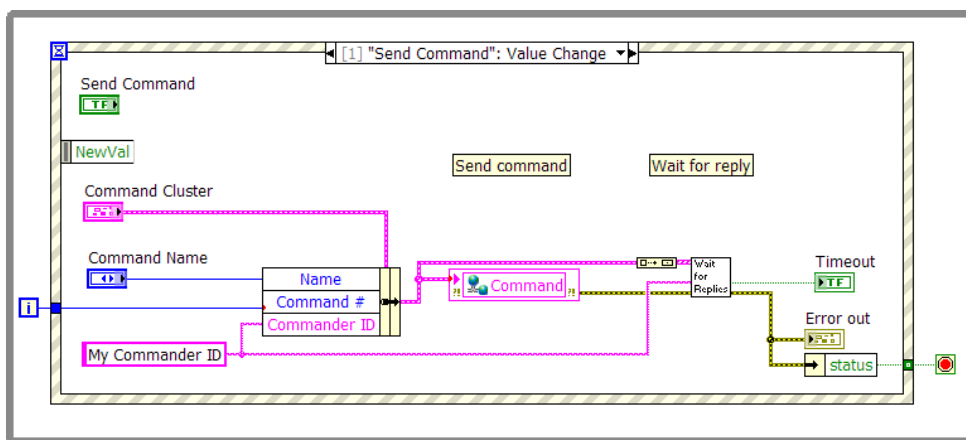 [1] "Send Command": Value Change
Send Command
TF
NewVal
Send command
Wait for reply
Command Cluster
Command Name
Name
Command #
Commander ID
My Commander ID
Command
Wait
for
Replies
Timeout
TF
Error out
status
i